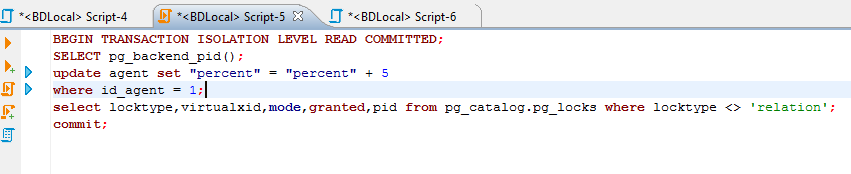 *<BDLocal> Script-4 *<BDLocal> Script-5 *<BDLocal> Script-6
BEGIN TRANSACTION ISOLATION LEVEL READ COMMITTED;
SELECT pg_backend_pid();
update agent set "percent" = "percent" + 5
where id_agent = 1;
select locktype,virtualxid,mode,granted,pid from pg_catalog.pg_locks where locktype <> 'relation';
commit;